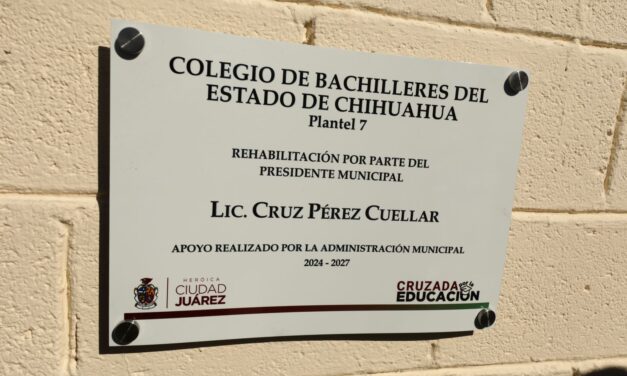 COLEGIO DE BACHILLERES DEL
ESTADO DE CHIHUAHUA
Plantel 7
REHABILITACIÓN POR PARTE DEL
PRESIDENTE MUNICIPAL
LIC. CRUZ PÉREZ CUELLAR
APOYO REALIZADO POR LA ADMINISTRACIÓN MUNICIPAL
2024 - 2027
HERÓICA
CIUDAD
JUÁREZ
CRUZADA
EDUCACIÓN